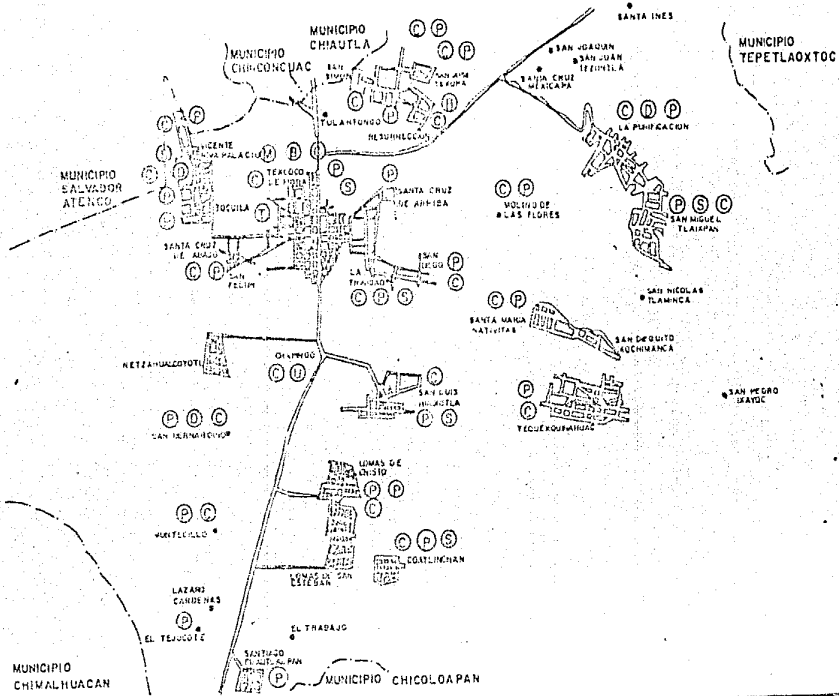 SANTA INES
MUNICIPIO
CHIAUTLA
C P
C P
MUNICIPIO
TEPETLAOXTOC
SAN JOAQUIN
SAN JUAN
TEZONTLA
SANTA CRUZ
MEXICAPA
MUNICIPIO
CHICONCUAC
SAN
SIMON
TULANTONGO
P
C
RESURRECCION
C
C D P
LA PURIFICACION
C P
VICENTE
RIVA PALACIO
MUNICIPIO
SALVADOR
ATENCO
M B C
P
S
C
TEXCOCO
DE MORA
P
SANTA CRUZ
DE ARRIBA
C P
MOLINO DE
LAS FLORES
P S C
SAN MIGUEL
TLAIXPAN
TOCUILA
T
SANTA CRUZ
DE ABAJO
C P
SAN
FELIPE
LA
TRINIDAD
C P S
SAN
DIEGO
P
C
SAN NICOLAS
TLAMINCA
C P
SANTA MARIA
NATIVITAS
SAN DIEGUITO
XOCHIMANCA
NETZAHUALCOYOTL
C U
C
SAN LUIS
HUEXOTLA
P S
P
C
TEQUEXQUINAHUAC
SAN PEDRO
IXAYOC
P D C
SAN BERNARDINO
LOMAS DE
CRISTO
P P
C
P C
MONTECILLO
C P S
COATLINCHAN
LOMAS DE SAN
ESTEBAN
LAZARO
CARDENAS
P
EL TEJOCOTE
EL TRABAJO
SANTIAGO
CUAUTLALPAN
P
MUNICIPIO
CHIMALHUACAN
MUNICIPIO CHICOLOAPAN